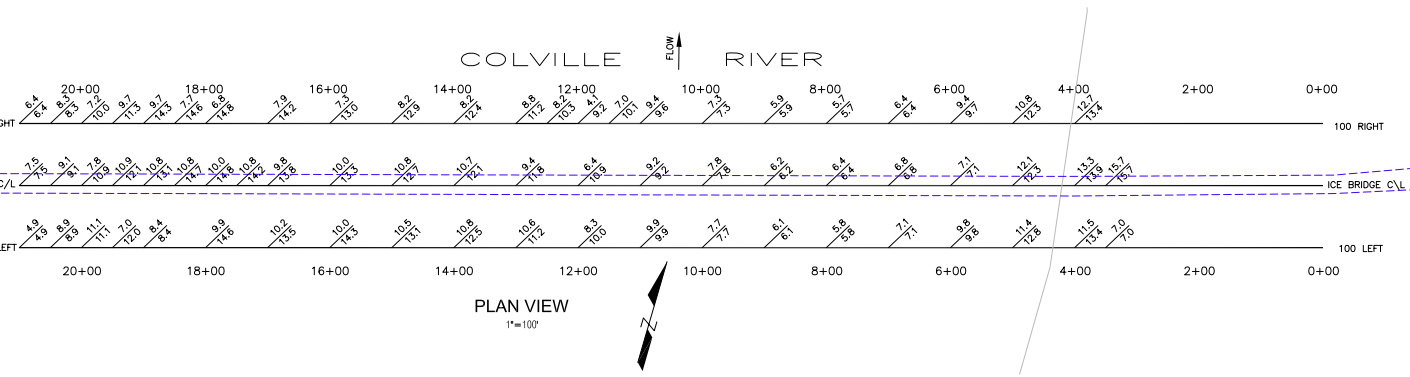 COLVILLE RIVER
FLOW
20+00 18+00 16+00 14+00 12+00 10+00 8+00 6+00 4+00 2+00 0+00
6.4 8.3 7.2 9.7 9.7 7.7 6.8 7.9 7.3 8.2 8.2 8.8 8.2 4.1 7.0 9.4 7.3 5.9 5.7 6.4 9.4 10.8 12.7
6.4 8.3 10.0 11.3 14.3 14.6 14.8 14.2 13.0 12.9 12.4 11.2 10.3 9.2 10.1 9.6 7.3 5.9 5.7 6.4 9.7 12.3 13.4
GHT 100 RIGHT
7.5 9.1 7.8 10.9 10.8 10.8 10.0 10.8 9.8 10.0 10.8 10.7 9.4 6.4 9.2 7.8 6.2 6.4 6.8 7.1 12.1 13.3 15.7
7.5 9.1 10.9 12.1 13.1 14.7 14.8 14.2 13.8 13.3 12.7 12.1 11.8 10.9 9.2 7.8 6.2 6.4 6.8 7.1 12.3 13.9 15.7
C/L ICE BRIDGE C\L
4.9 8.9 11.1 7.0 8.4 9.9 10.2 10.0 10.5 10.8 10.6 8.3 9.9 7.7 6.1 5.8 7.1 9.8 11.4 11.5 7.0
4.9 8.9 11.1 12.0 8.4 14.6 13.5 14.3 13.1 12.5 11.2 10.0 9.9 7.7 6.1 5.8 7.1 9.8 12.8 13.4 7.0
LEFT 100 LEFT
20+00 18+00 16+00 14+00 12+00 10+00 8+00 6+00 4+00 2+00 0+00
PLAN VIEW
1"=100'
N